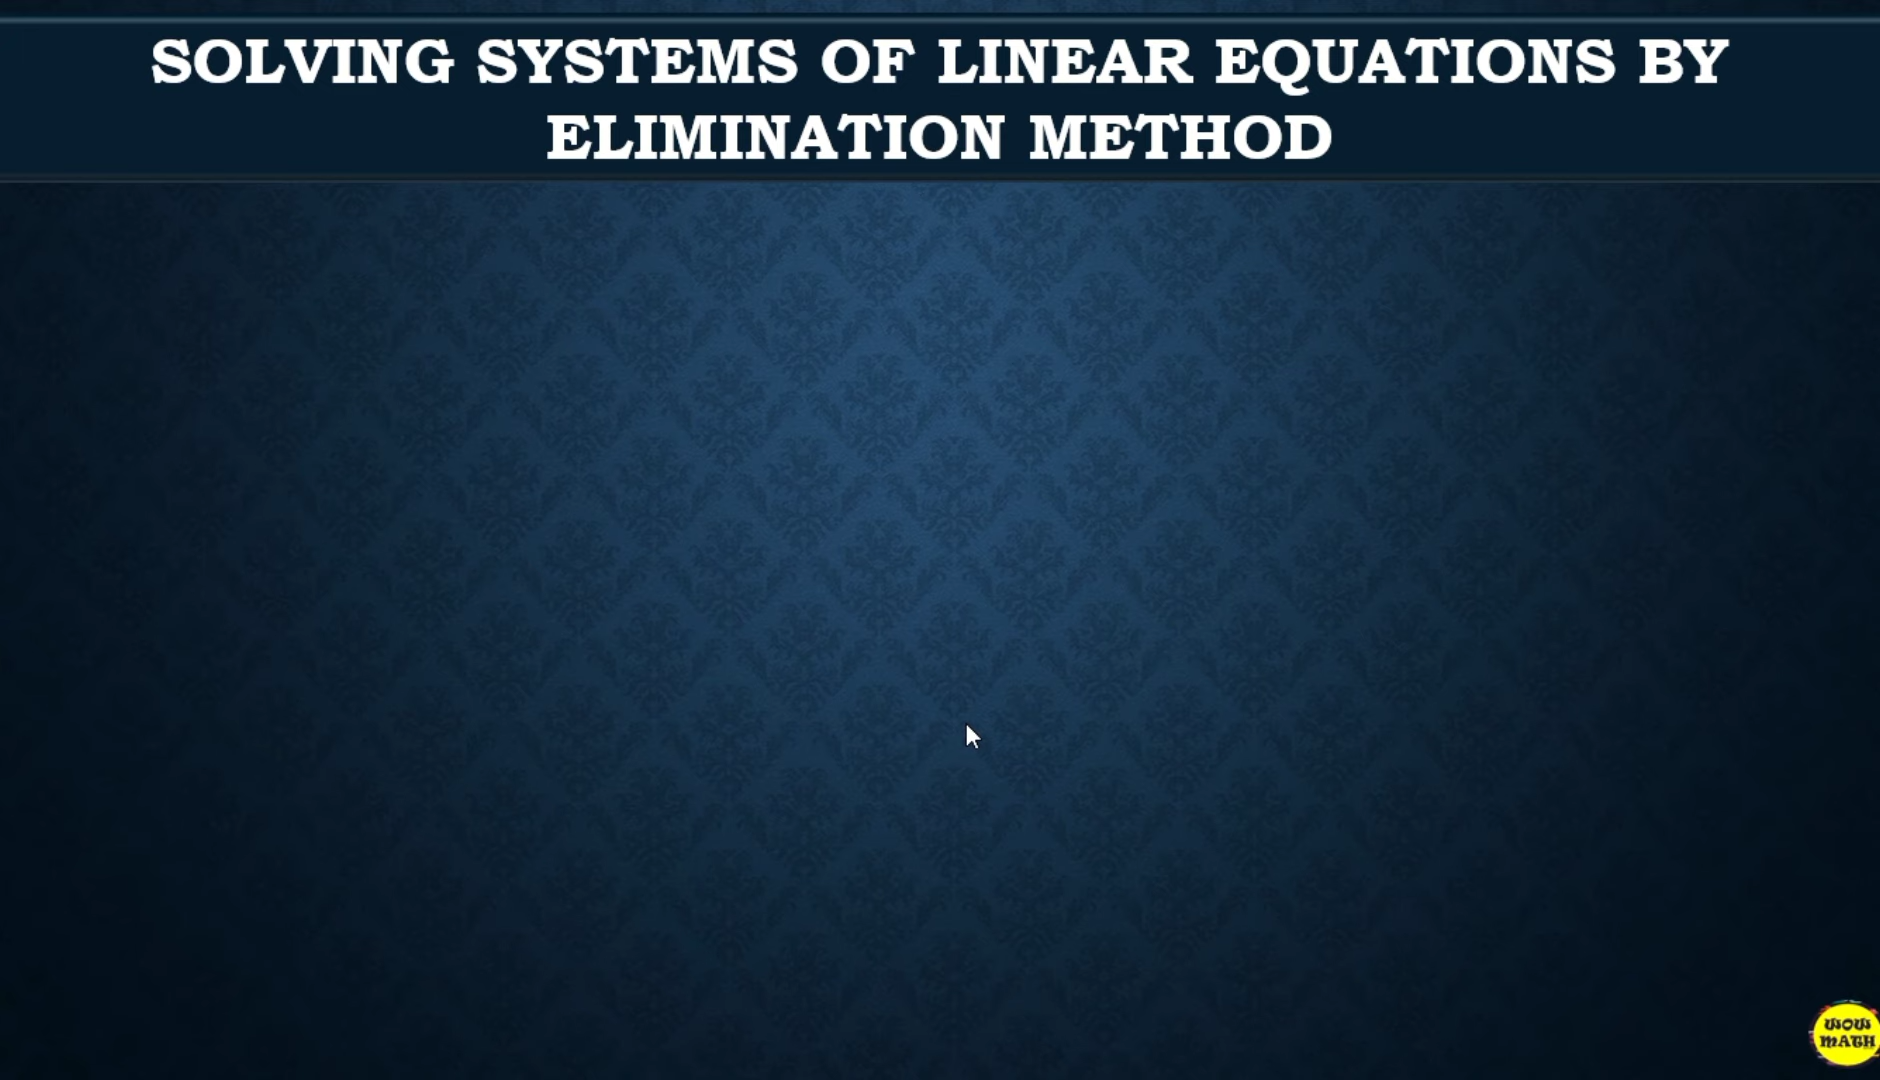 SOLVING SYSTEMS OF LINEAR EQUATIONS BY
ELIMINATION METHOD
WOW
MATH